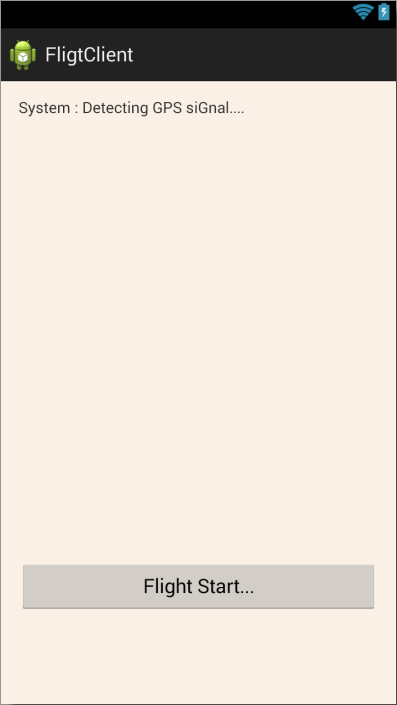 FligtClient
System : Detecting GPS siGnal....
Flight Start...